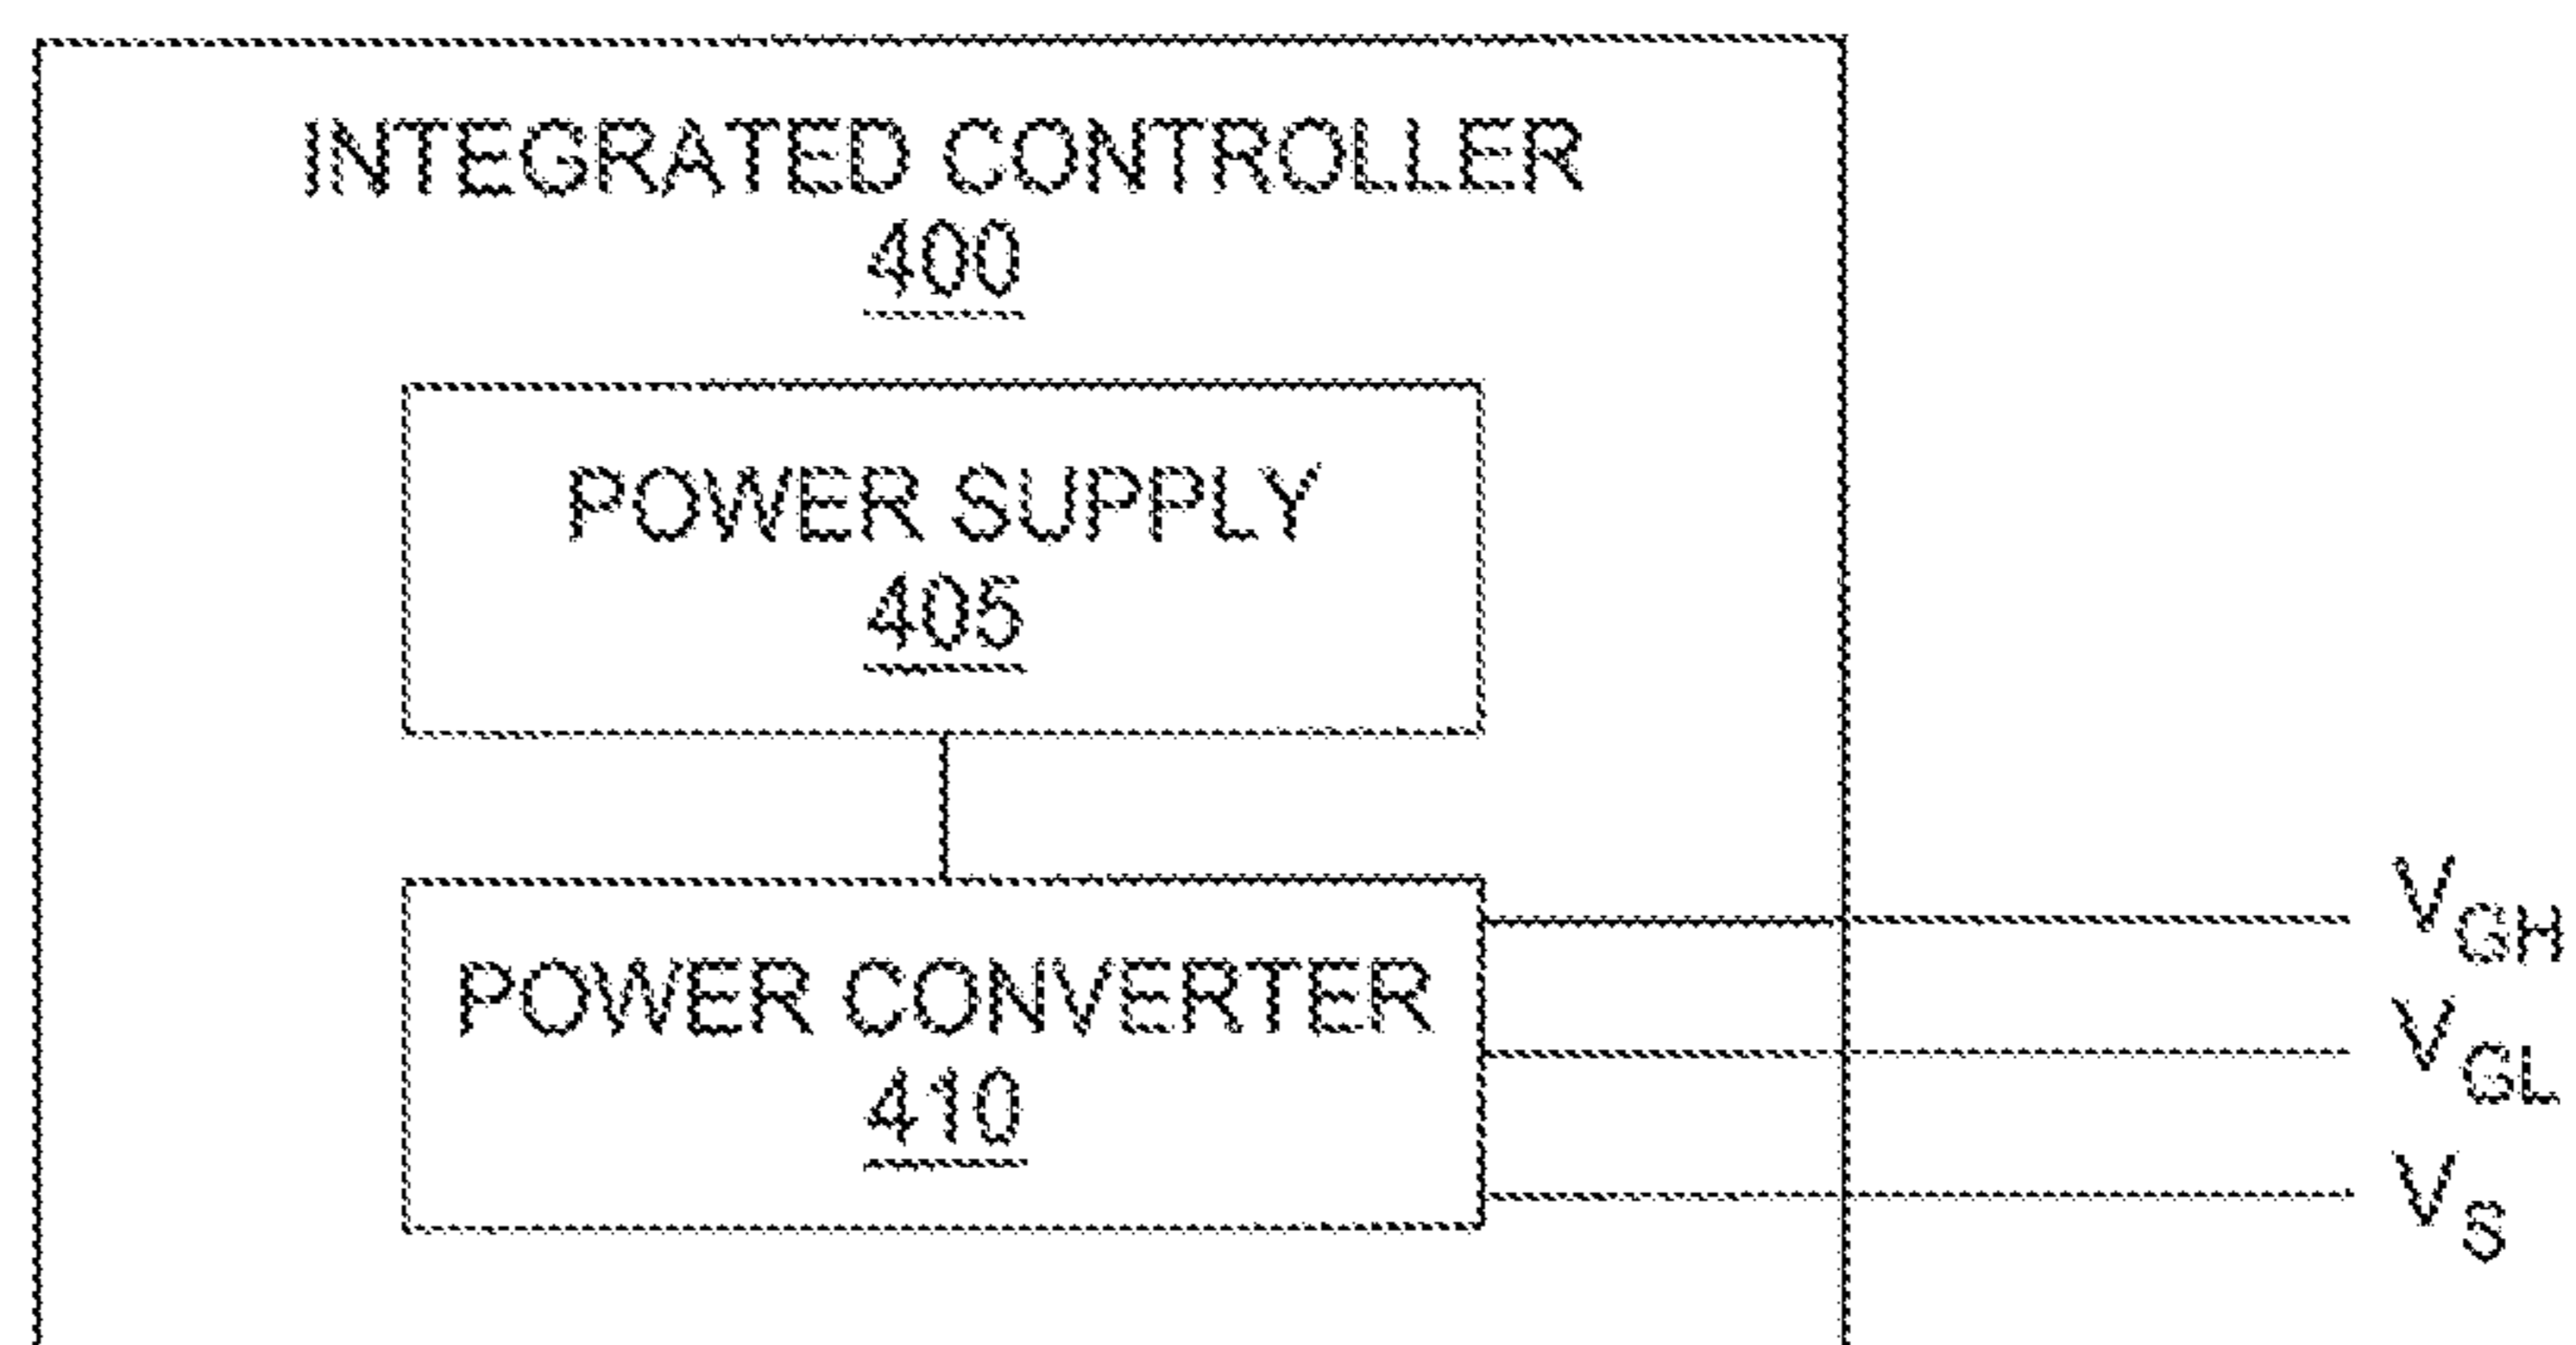 INTEGRATED CONTROLLER
400
POWER SUPPLY
405
POWER CONVERTER
410
VGH
VGL
VS